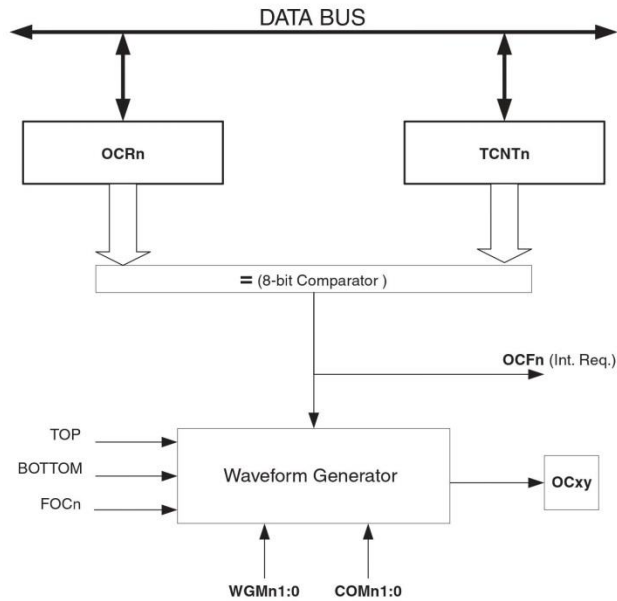 DATA BUS
OCRn
TCNTn
= (8-bit Comparator )
OCFn (Int. Req.)
TOP
BOTTOM
FOCn
Waveform Generator
OCxy
WGMn1:0
COMn1:0